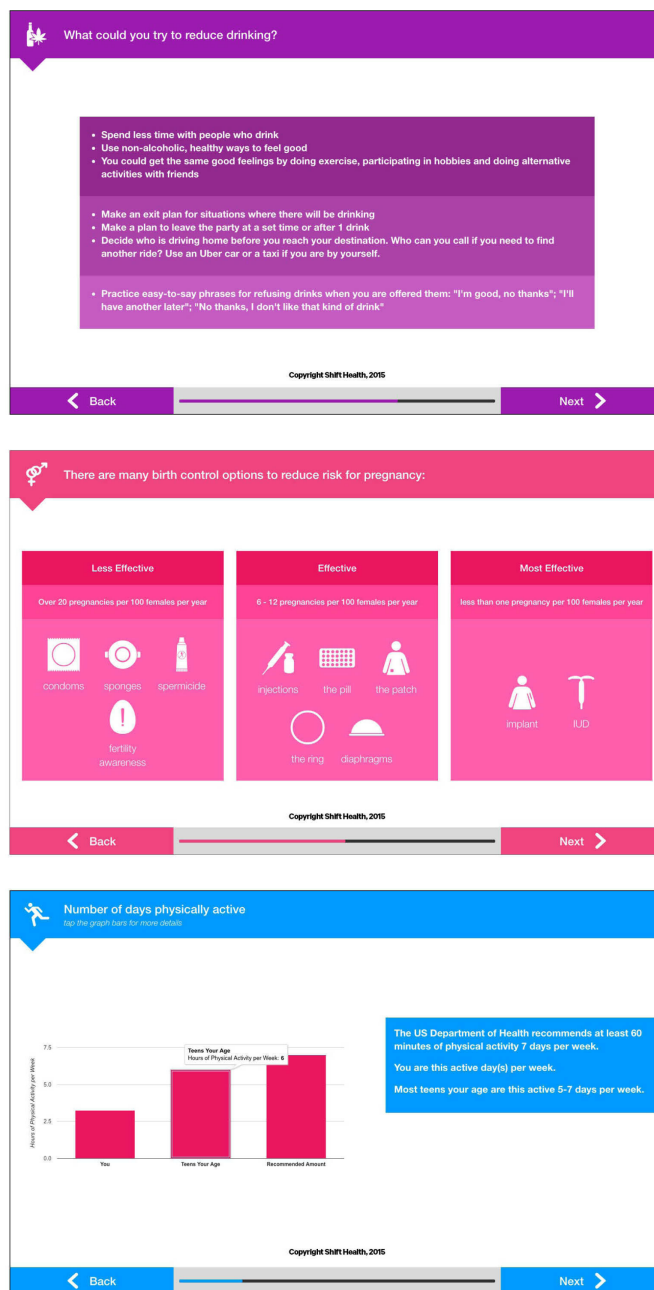 What could you try to reduce drinking?
• Spend less time with people who drink
• Use non-alcoholic, healthy ways to feel good
• You could get the same good feelings by doing exercise, participating in hobbies and doing alternative
activities with friends
• Make an exit plan for situations where there will be drinking
• Make a plan to leave the party at a set time or after 1 drink
• Decide who is driving home before you reach your destination. Who can you call if you need to find
another ride? Use an Uber car or a taxi if you are by yourself.
• Practice easy-to-say phrases for refusing drinks when you are offered them: "I'm good, no thanks"; "I'll
have another later"; "No thanks, I don't like that kind of drink"
Copyright Shift Health, 2015
Back
Next
There are many birth control options to reduce risk for pregnancy:
Less Effective
Over 20 pregnancies per 100 females per year
condoms
sponges
spermicide
fertility
awareness
Effective
6 - 12 pregnancies per 100 females per year
injections
the pill
the patch
the ring
diaphragms
Most Effective
less than one pregnancy per 100 females per year
implant
IUD
Copyright Shift Health, 2015
Back
Next
Number of days physically active
tap the graph bars for more details
Hours of Physical Activity per Week
7.5
5.0
2.5
0.0
Teens Your Age
Hours of Physical Activity per Week: 6
You
Teens Your Age
Recommended Amount
The US Department of Health recommends at least 60
minutes of physical activity 7 days per week.
You are this active day(s) per week.
Most teens your age are this active 5-7 days per week.
Copyright Shift Health, 2015
Back
Next